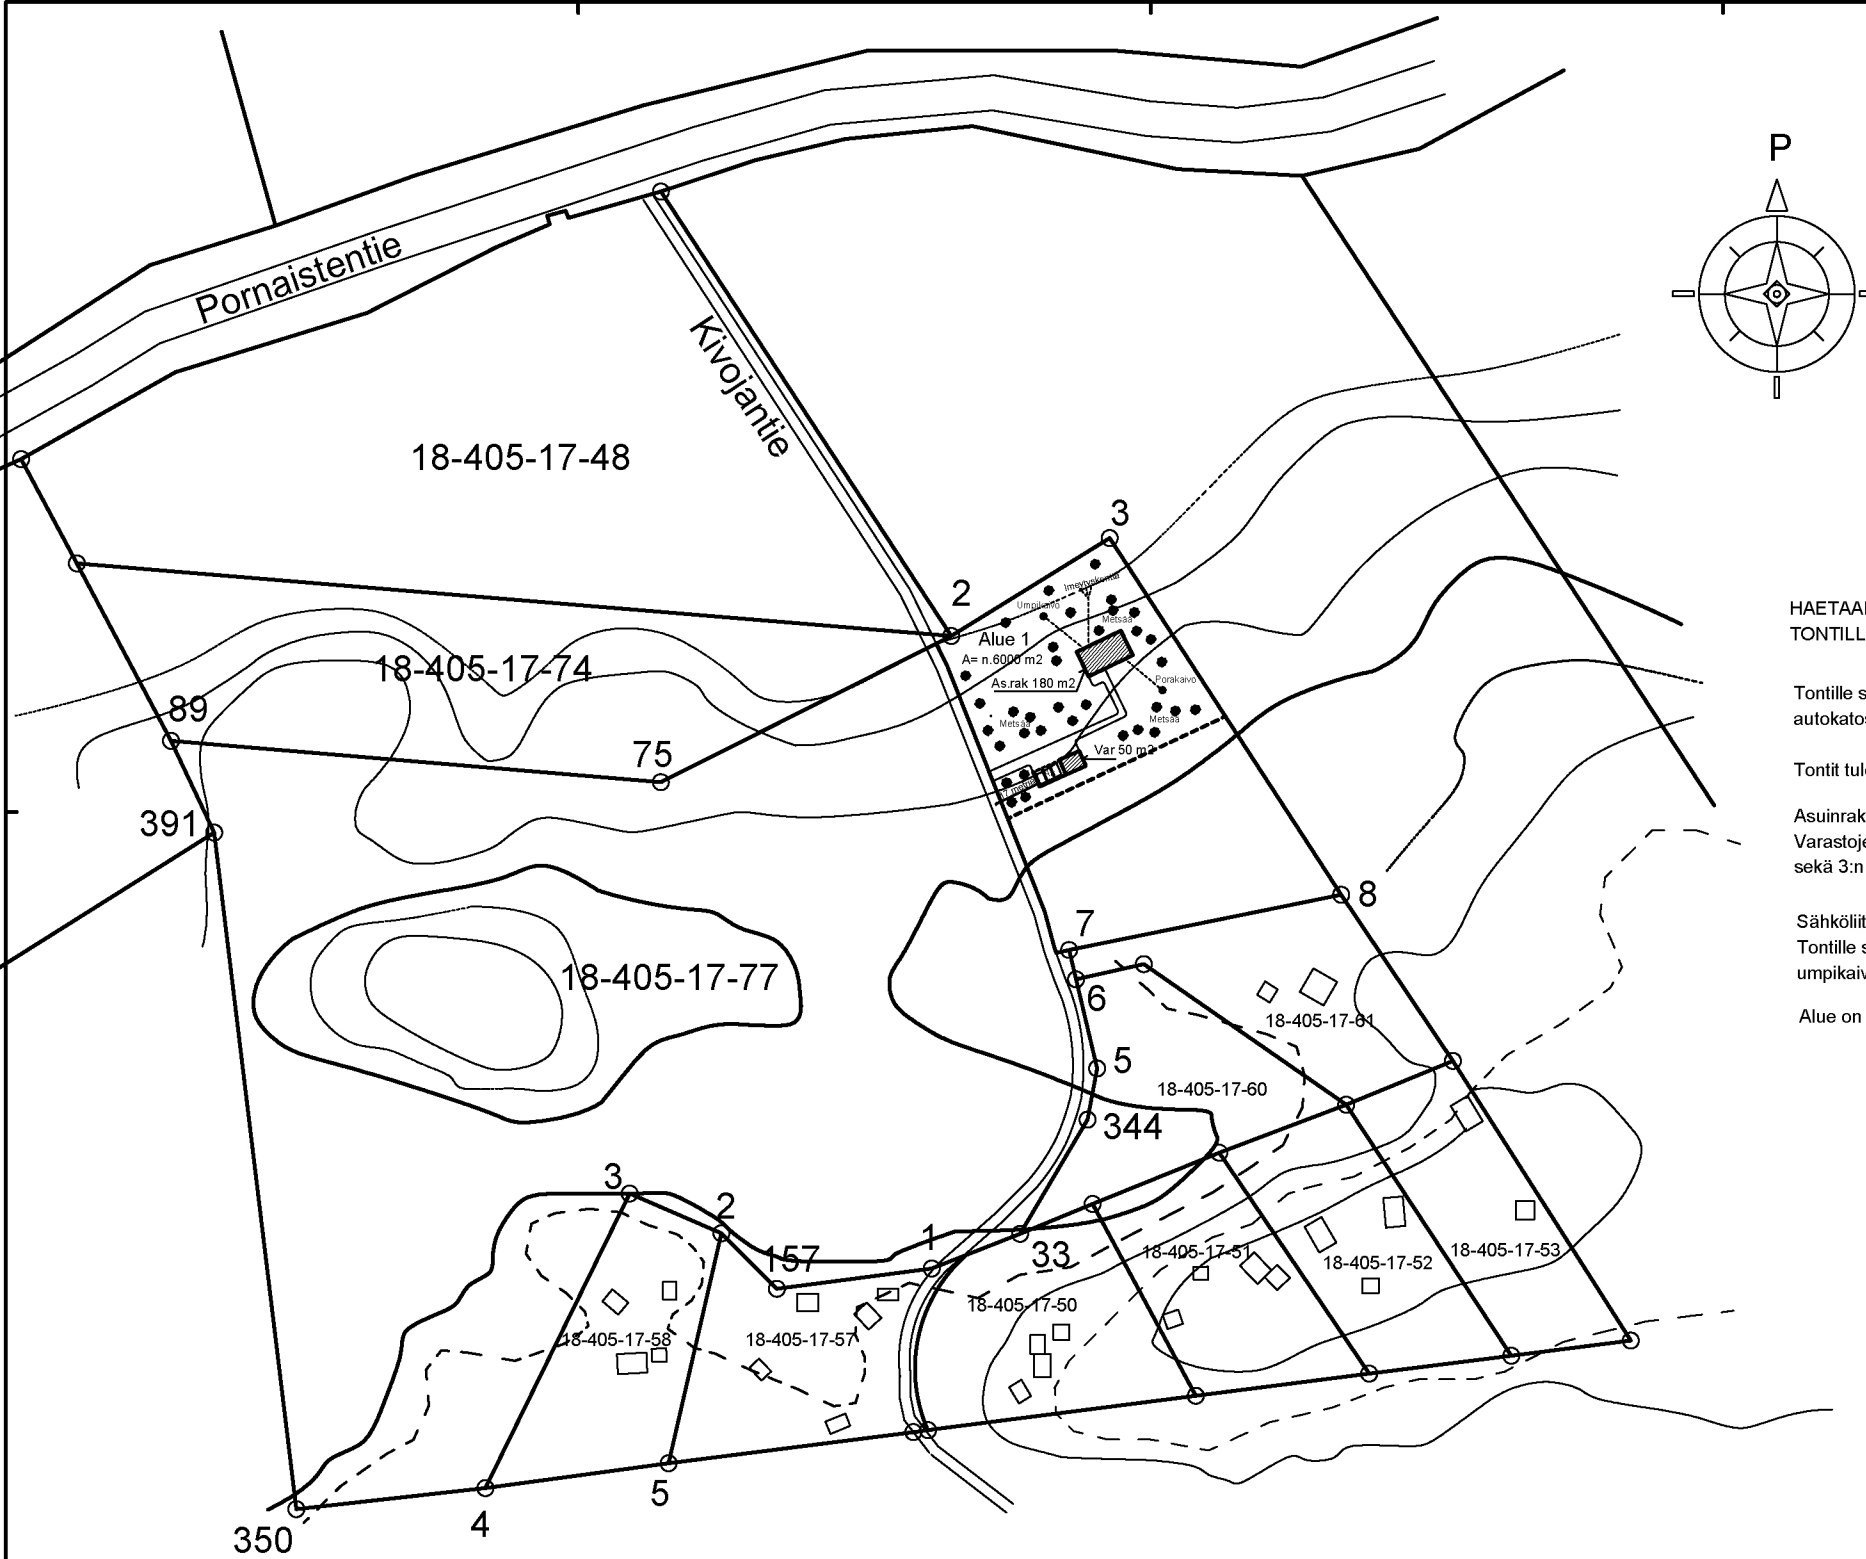 P
Pornaistentie
Kivojantie
18-405-17-48
3
2
Imeytyskenttä
Umpikaivo
Metsää
Alue 1
A= n.6000 m2
As.rak 180 m2
Porakaivo
Metsää
Metsää
Var 50 m2
HAETAA
TONTILL
18-405-17-74
89
75
391
Tontille s
autokatos
Tontit tul
Asuinrak
Varastoje
sekä 3:n
8
7
6
Sähköliit
Tontille s
umpikaiv
Alue on
18-405-17-77
18-405-17-61
5
18-405-17-60
344
3
2
157
1
33
18-405-17-51
18-405-17-52
18-405-17-53
18-405-17-50
18-405-17-58
18-405-17-57
5
4
350